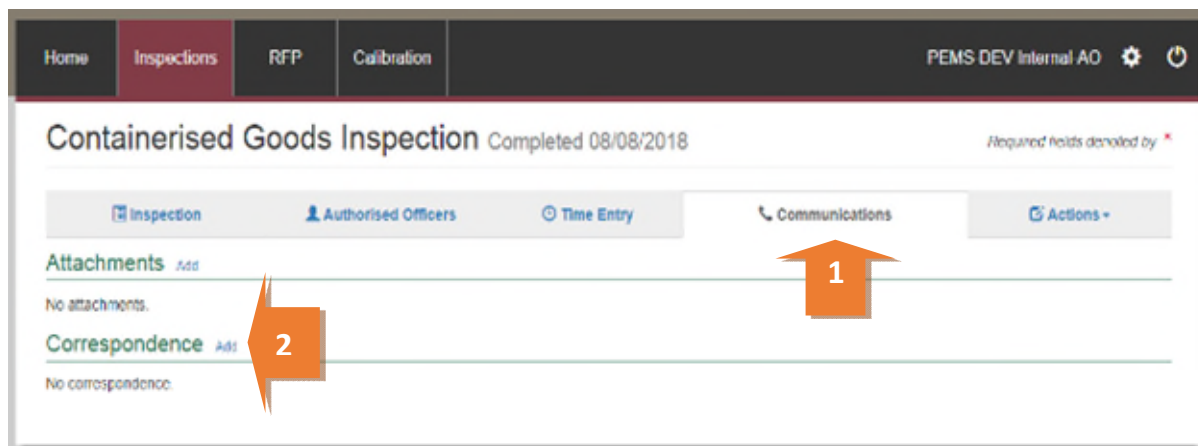 Home Inspections RFP Calibration PEMS DEV Internal AO
Containerised Goods Inspection Completed 08/08/2018 Required fields denoted by *
Inspection Authorised Officers Time Entry Communications Actions
1
Attachments Add
No attachments.
Correspondence Add 2
No correspondence.